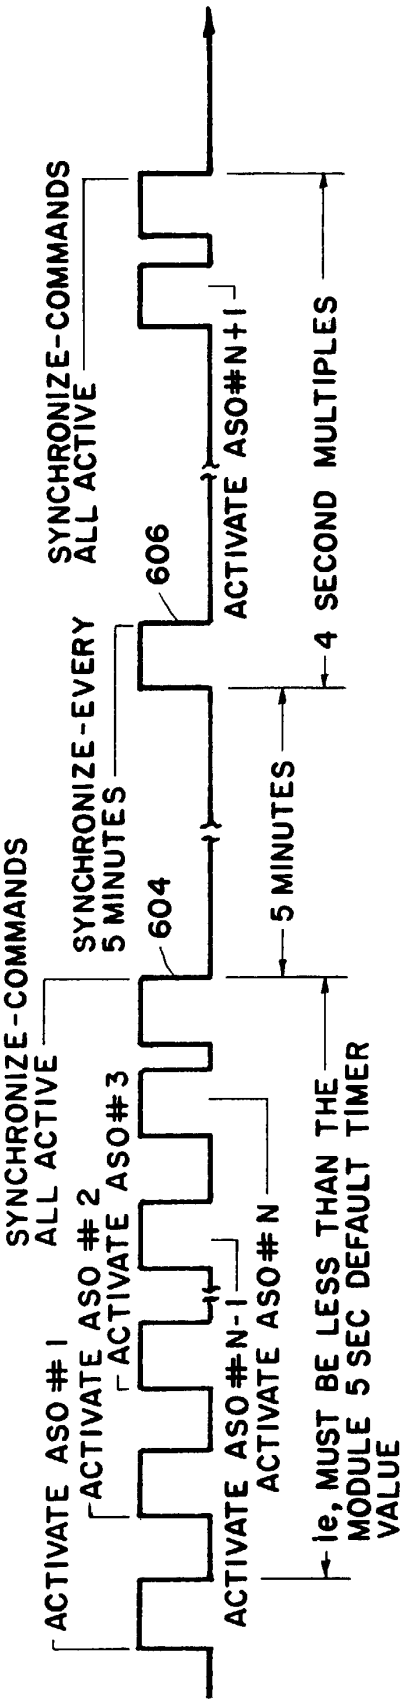 ACTIVATE ASO#1
ACTIVATE ASO #2
ACTIVATE ASO#3
SYNCHRONIZE-COMMANDS
ALL ACTIVE
604
SYNCHRONIZE-EVERY
5 MINUTES
606
SYNCHRONIZE-COMMANDS
ALL ACTIVE
ACTIVATE ASO#N-1
ACTIVATE ASO#N
ACTIVATE ASO#N+1
5 MINUTES
4 SECOND MULTIPLES
Ie, MUST BE LESS THAN THE
MODULE 5 SEC DEFAULT TIMER
VALUE